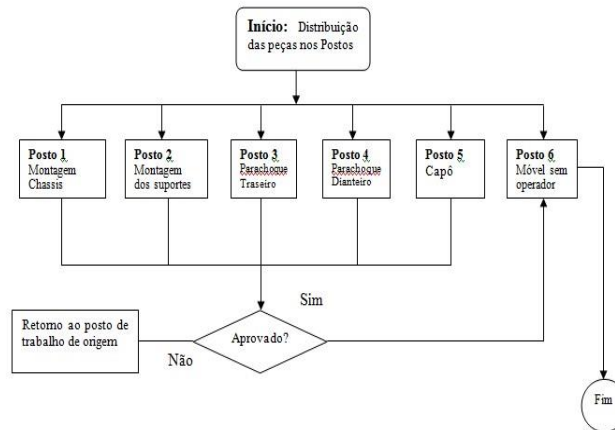 Início: Distribuição
das peças nos Postos
Posto 1
Montagem
Chassis
Posto 2
Montagem
dos suportes
Posto 3
Parachoque
Traseiro
Posto 4
Parachoque
Dianteiro
Posto 5
Capô
Posto 6
Móvel sem
operador
Sim
Retorno ao posto de
trabalho de origem
Aprovado?
Não
Fim